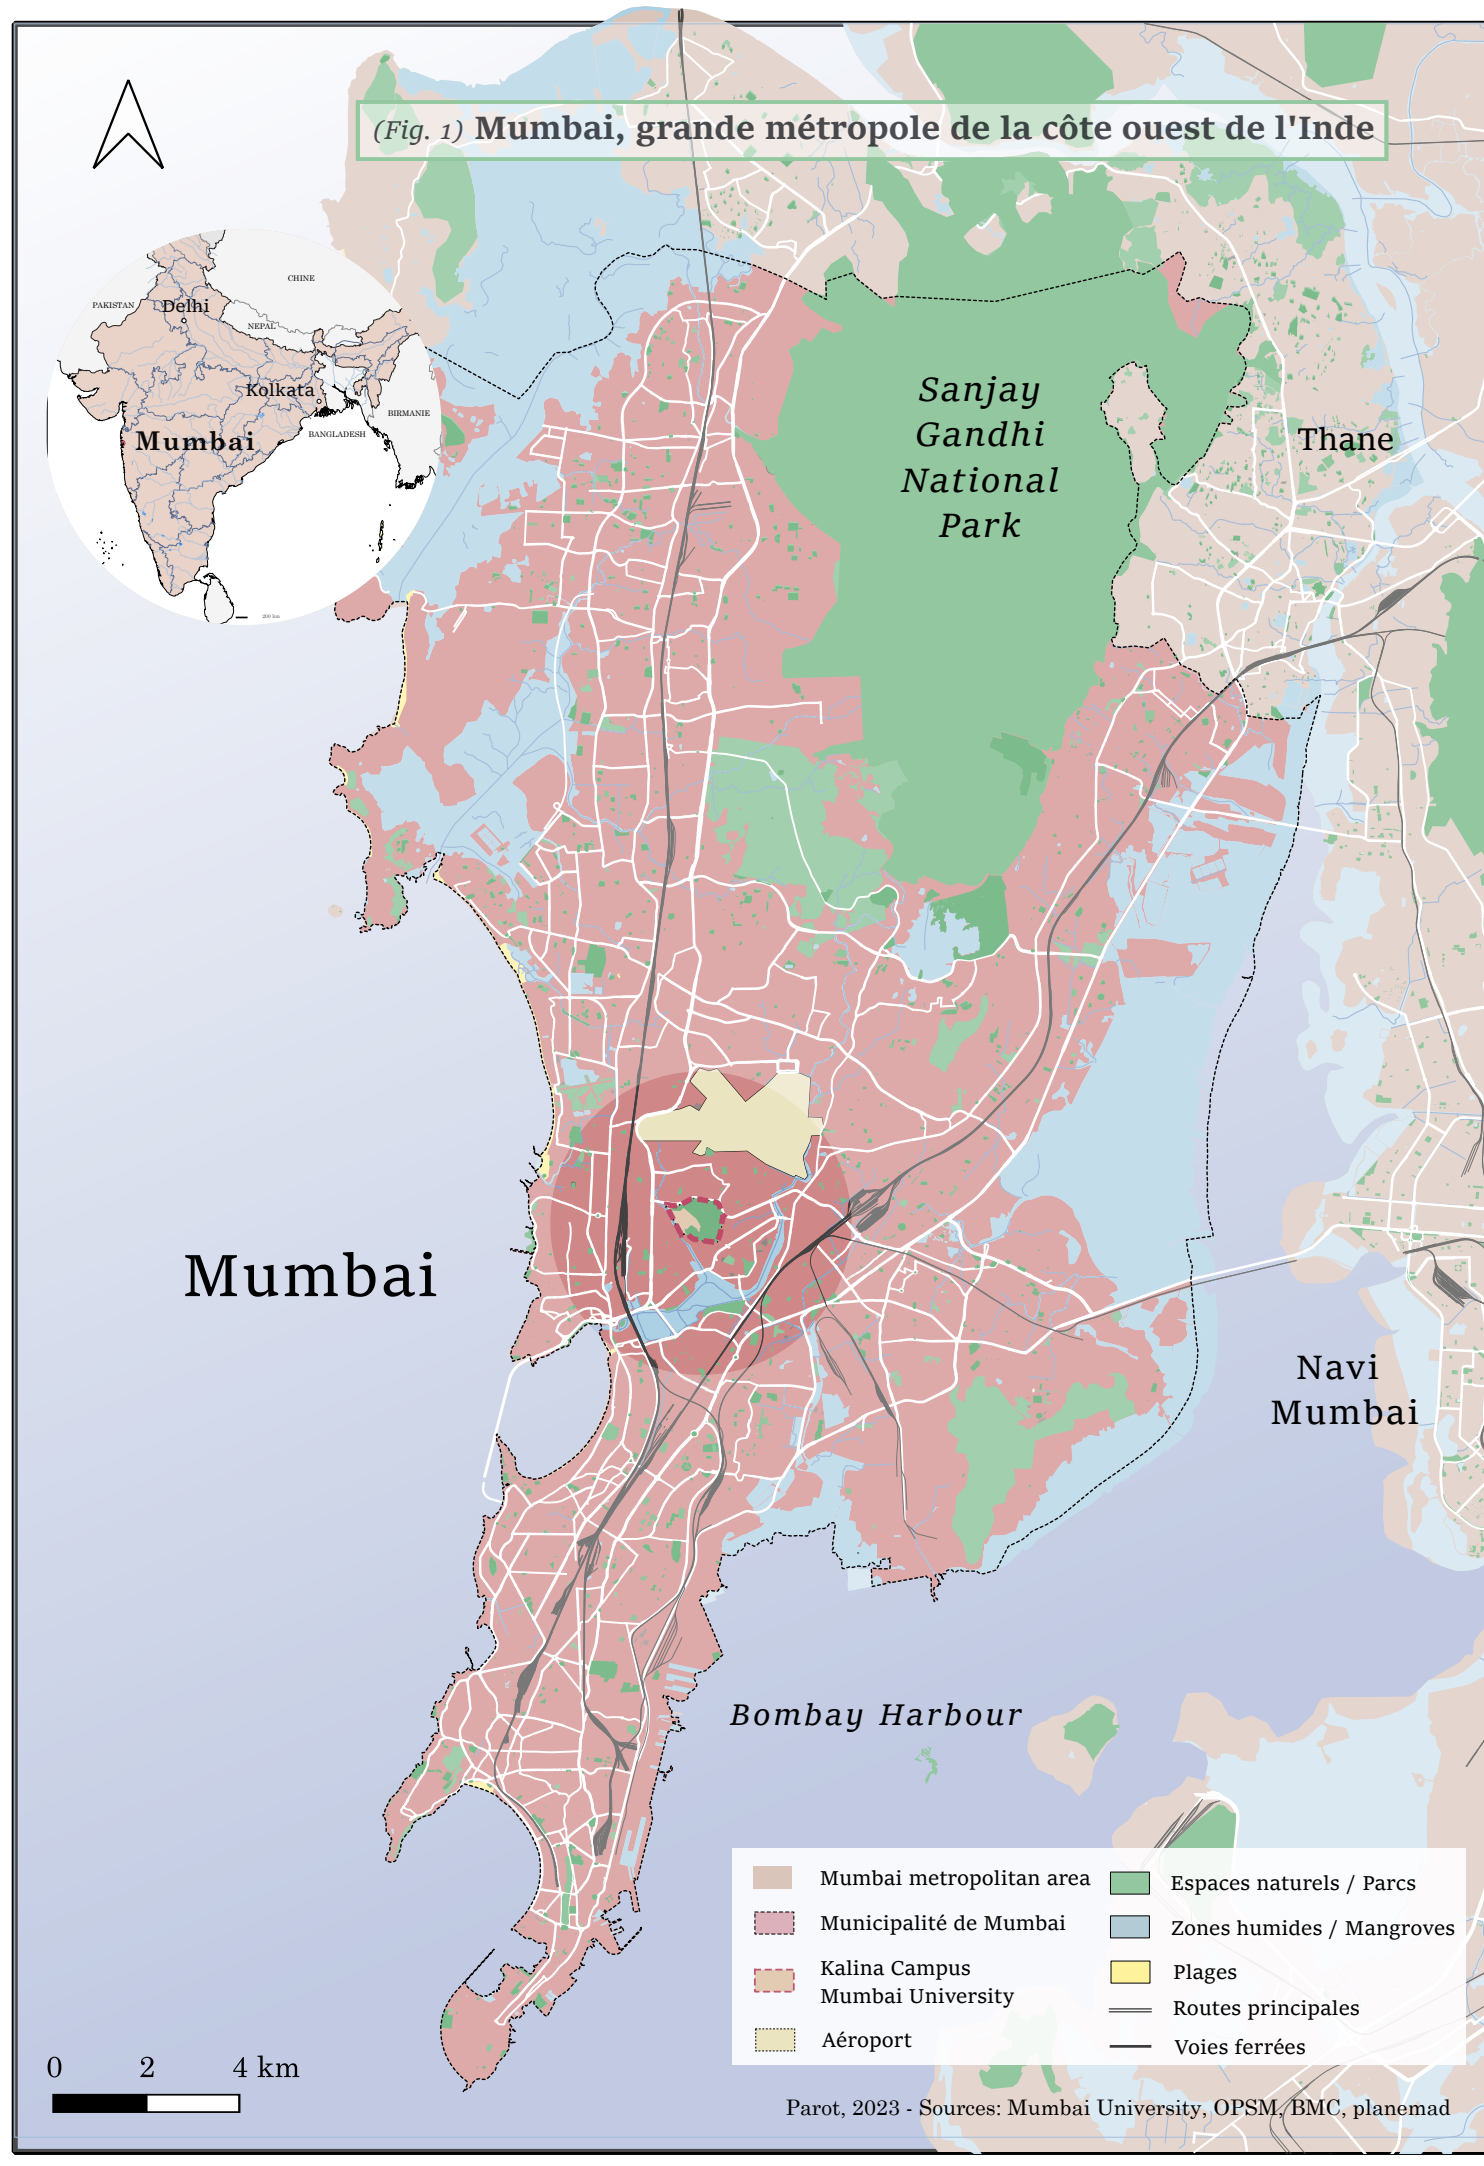 (Fig. 1) Mumbai, grande métropole de la côte ouest de l'Inde
CHINE
PAKISTAN
Delhi
NEPAL
Kolkata
BIRMANIE
BANGLADESH
Mumbai
200 km
Sanjay
Gandhi
National
Park
Thane
Mumbai
Navi
Mumbai
Bombay Harbour
Mumbai metropolitan area
Municipalité de Mumbai
Kalina Campus
Mumbai University
Aéroport
Espaces naturels / Parcs
Zones humides / Mangroves
Plages
Routes principales
Voies ferrées
0 2 4 km
Parot, 2023 - Sources: Mumbai University, OPSM, BMC, planemad